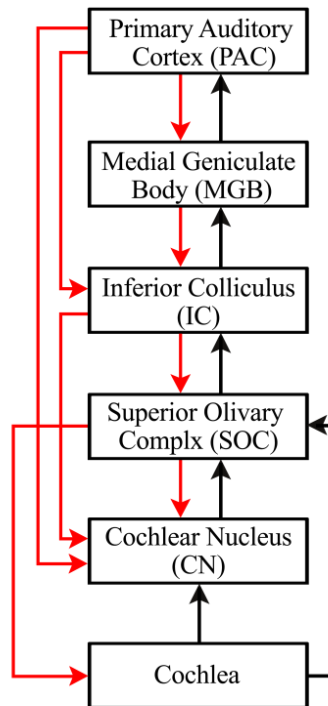 Primary Auditory
Cortex (PAC)
Medial Geniculate
Body (MGB)
Inferior Colliculus
(IC)
Superior Olivary
Complx (SOC)
Cochlear Nucleus
(CN)
Cochlea